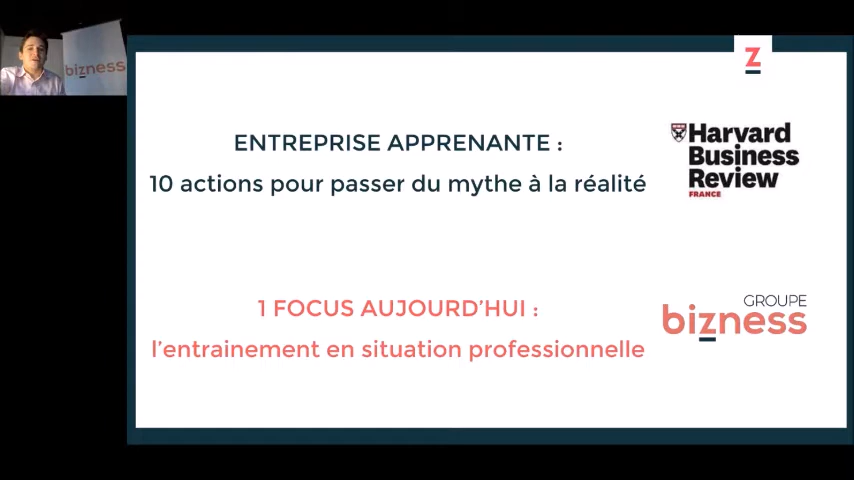 bizness
Z
ENTREPRISE APPRENANTE :
10 actions pour passer du mythe à la réalité
Harvard
Business
Review
FRANCE
1 FOCUS AUJOURD'HUI :
l'entrainement en situation professionnelle
GROUPE
bizness